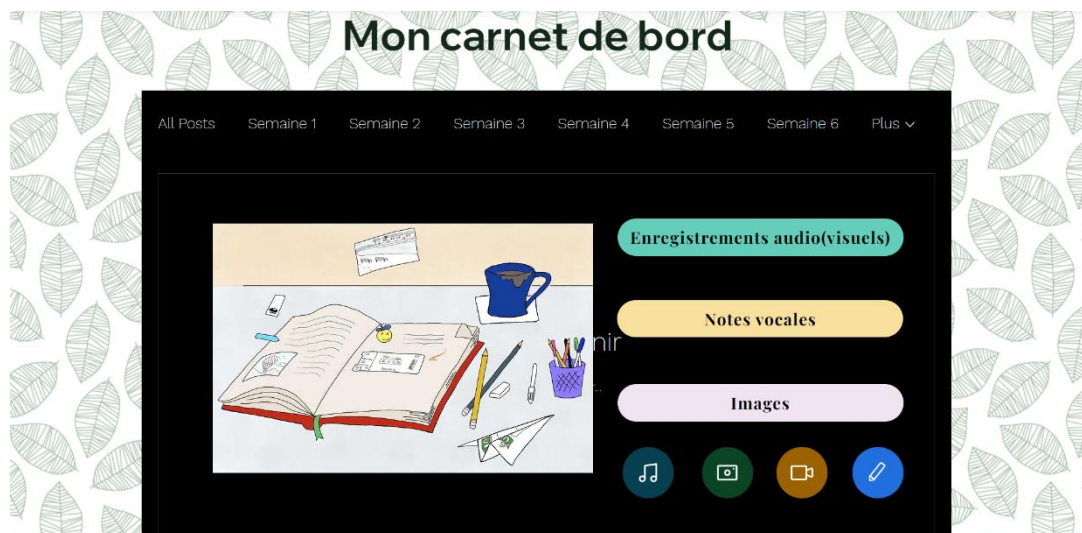 Mon carnet de bord
All Posts Semaine 1 Semaine 2 Semaine 3 Semaine 4 Semaine 5 Semaine 6 Plus
Enregistrements audio(visuels)
Notes vocales
nir
Images